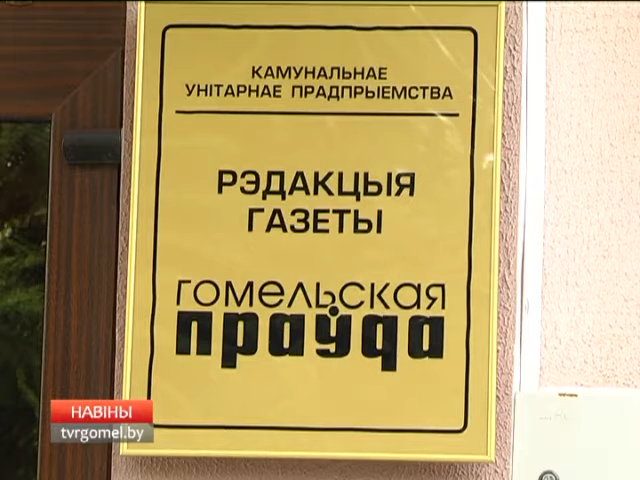 КАМУНАЛЬНАЕ
УНІТАРНАЕ ПРАДПРЫЕМСТВА
РЭДАКЦЫЯ
ГАЗЕТЫ
гомельская
праўда
НАВІНЫ
tvrgomel.by